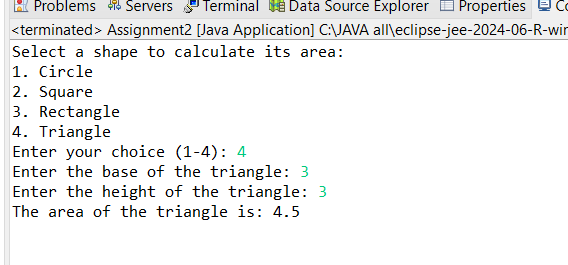 Problems Servers Terminal Data Source Explorer Properties
<terminated> Assignment2 [Java Application] C:\JAVA all\eclipse-jee-2024-06-R-wir
Select a shape to calculate its area:
1. Circle
2. Square
3. Rectangle
4. Triangle
Enter your choice (1-4): 4
Enter the base of the triangle: 3
Enter the height of the triangle: 3
The area of the triangle is: 4.5